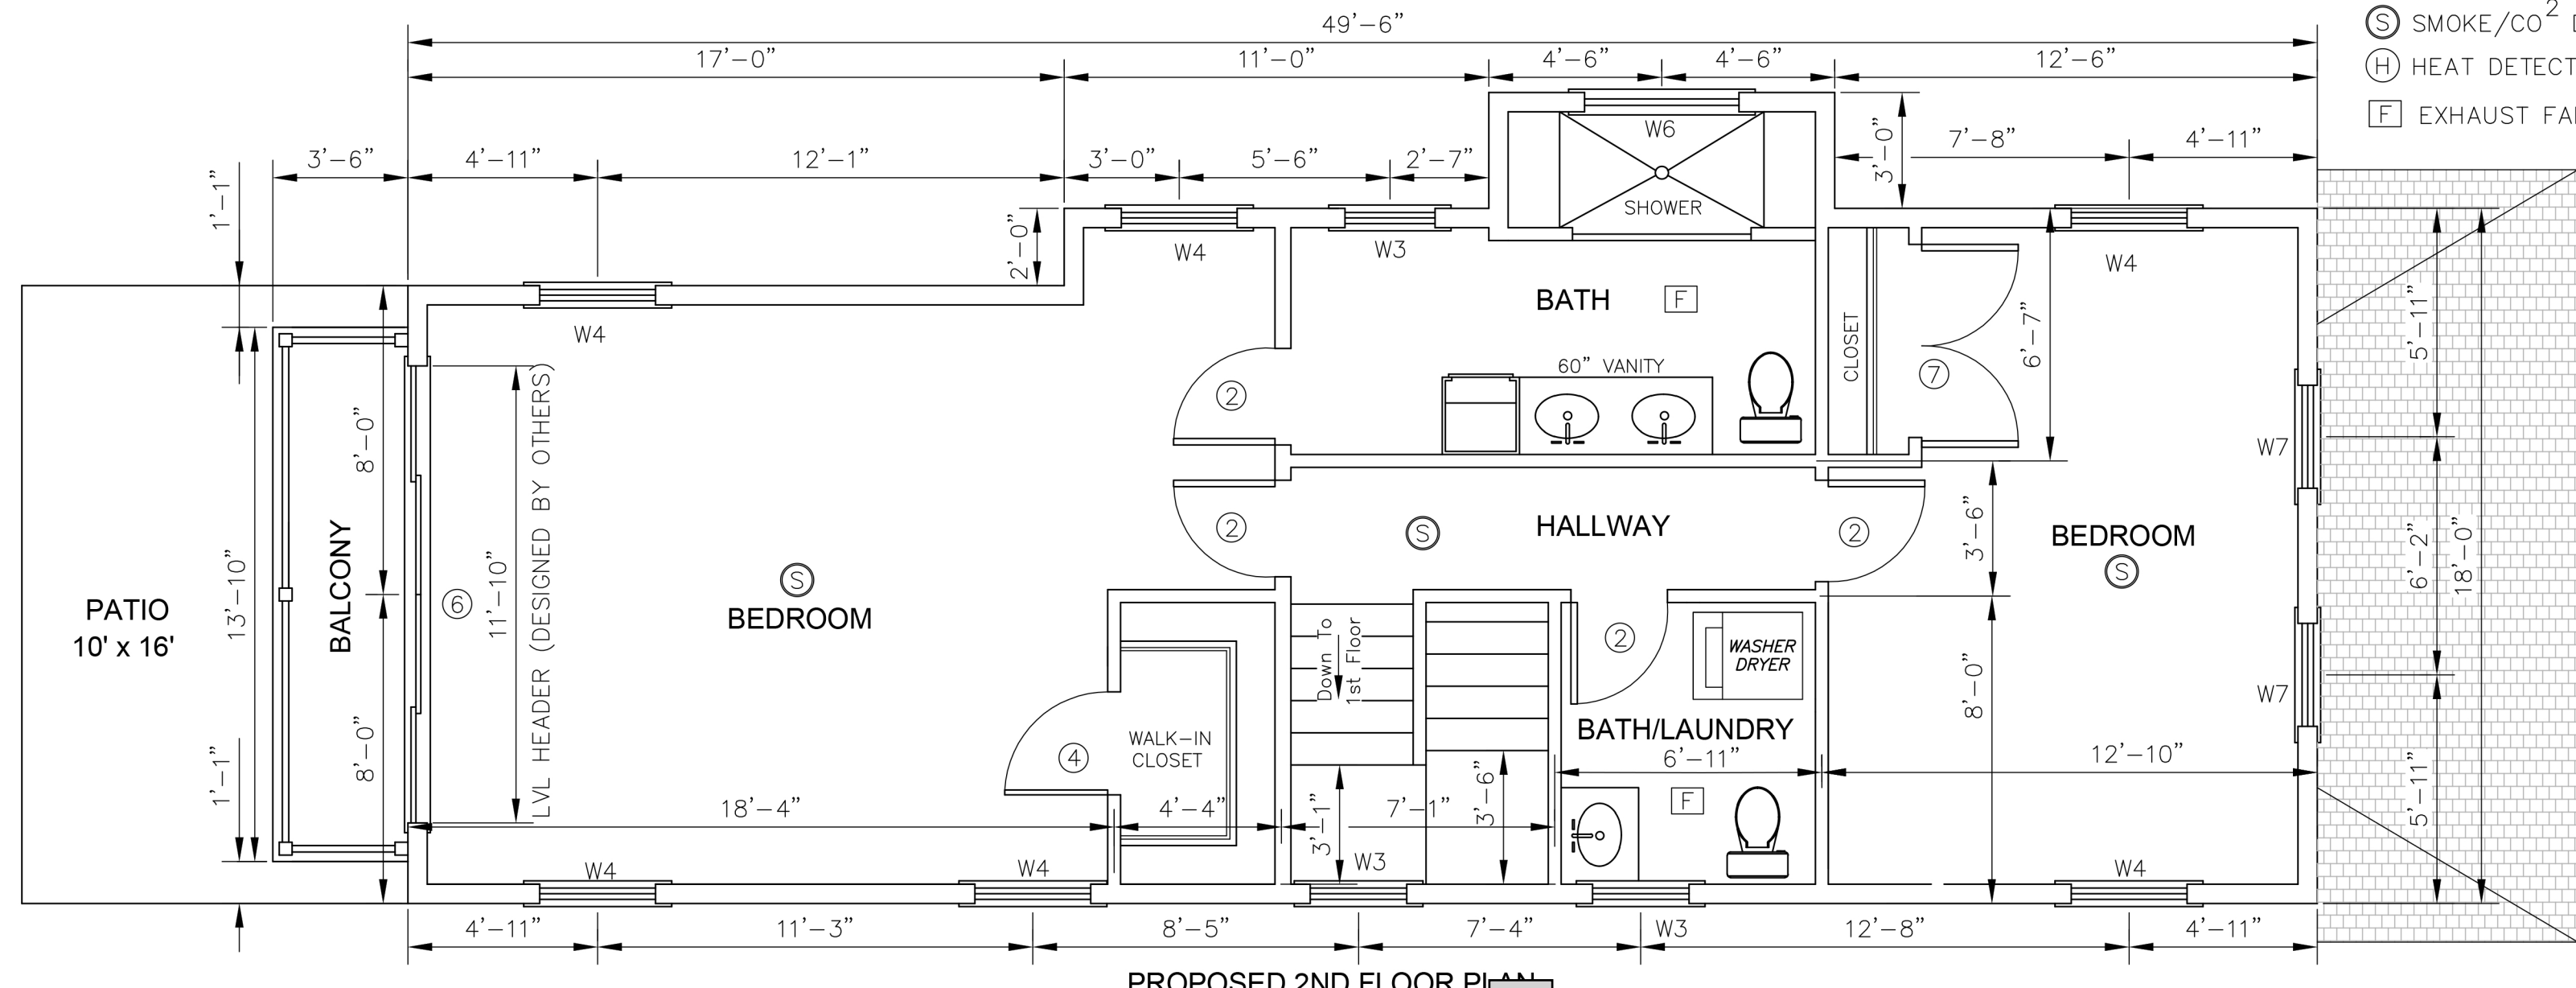 49'-6"
S SMOKE/CO2
17'-0"
11'-0"
4'-6"
4'-6"
12'-6"
H HEAT DETECT
F EXHAUST FA
3'-6"
4'-11"
12'-1"
3'-0"
5'-6"
2'-7"
W6
3'-0"
7'-8"
4'-11"
1'-1"
SHOWER
2'-0"
W4
W3
W4
W4
BATH
F
CLOSET
6'-7"
5'-11"
60" VANITY
7
2
8'-0"
LVL HEADER (DESIGNED BY OTHERS)
W7
BALCONY
HALLWAY
S
2
2
3'-6"
BEDROOM
S
6'-2"
18'-0"
PATIO
10' x 16'
13'-10"
6
11'-10"
S
BEDROOM
Down To
1st Floor
2
WASHER
DRYER
8'-0"
W7
1'-1"
8'-0"
4
WALK-IN
CLOSET
BATH/LAUNDRY
6'-11"
12'-10"
18'-4"
4'-4"
3'-1"
7'-1"
3'-6"
F
5'-11"
W4
W4
W3
W4
4'-11"
11'-3"
8'-5"
7'-4"
W3
12'-8"
4'-11"
PROPOSED 2ND FLOOR PLAN